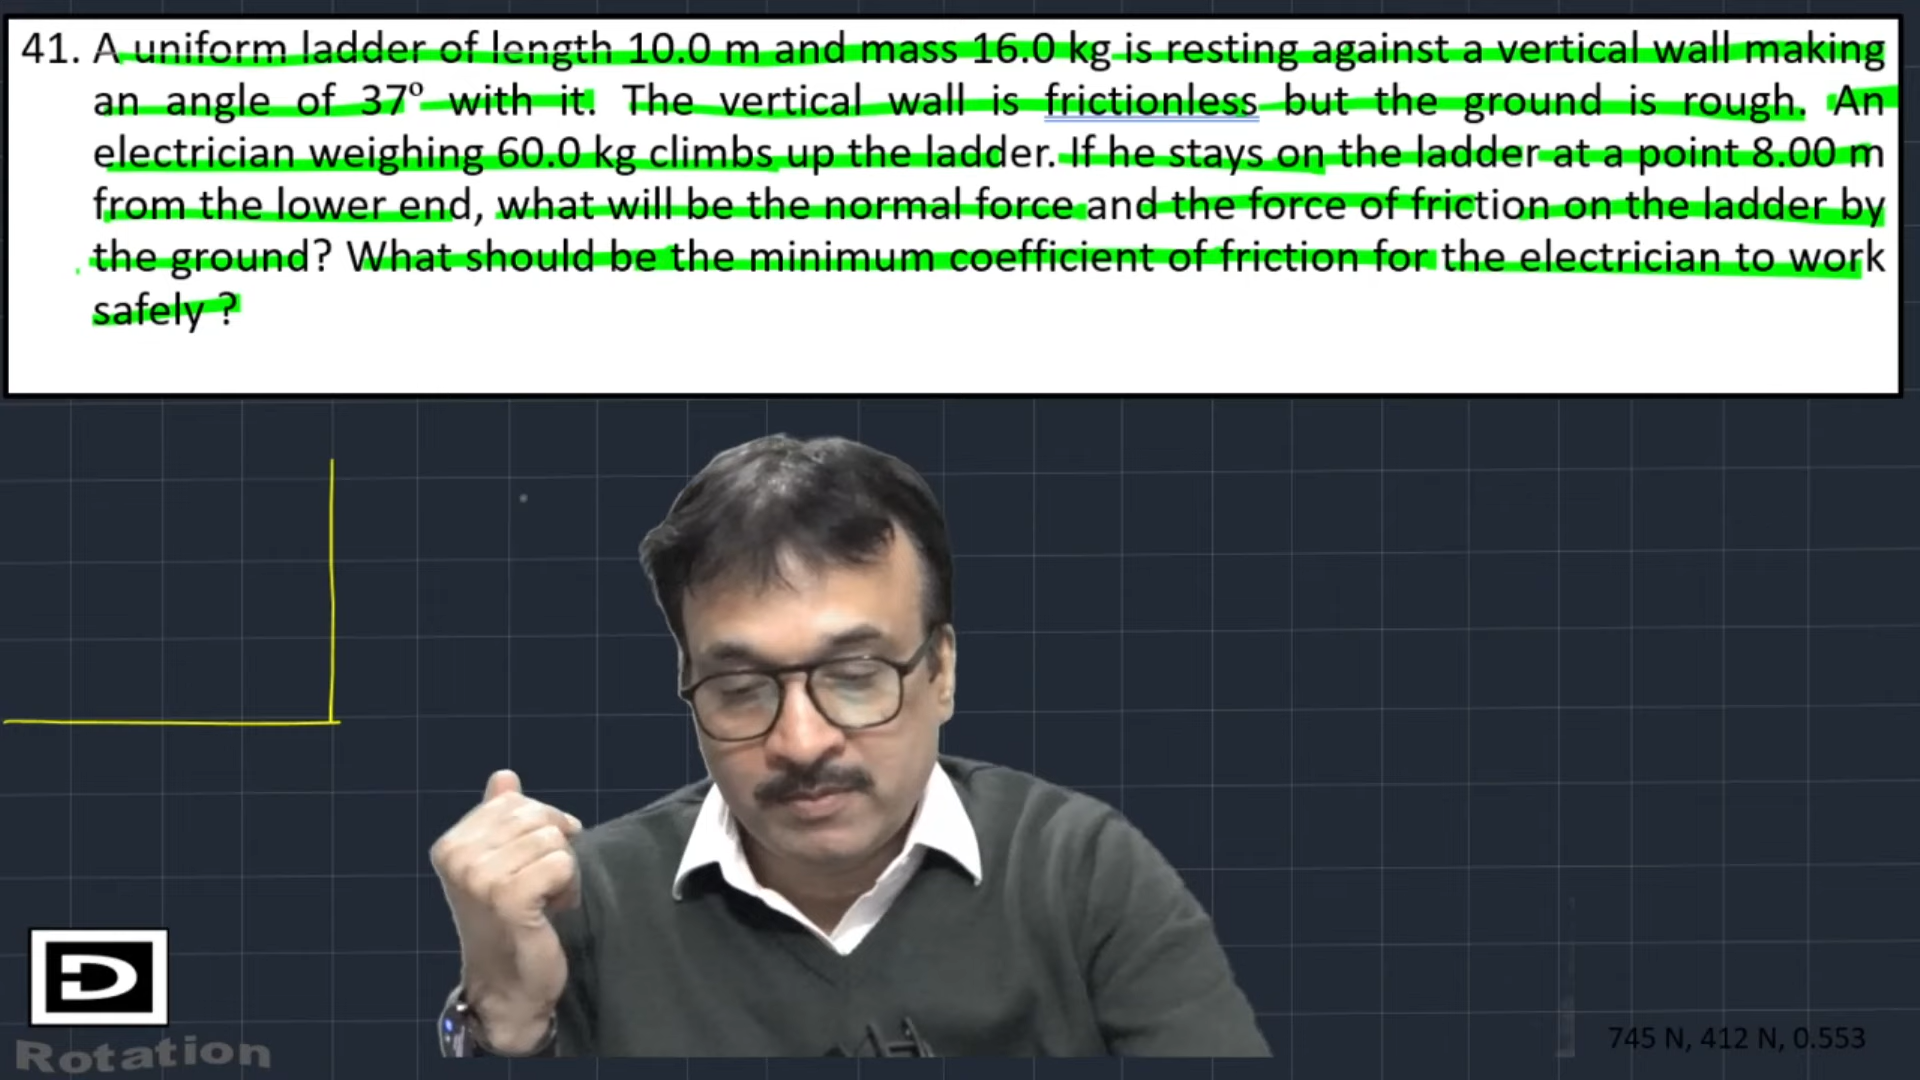 41. A uniform ladder of length 10.0 m and mass 16.0 kg is resting against a vertical wall making
an angle of 37º with it. The vertical wall is frictionless but the ground is rough. An
electrician weighing 60.0 kg climbs up the ladder. If he stays on the ladder at a point 8.00 m
from the lower end, what will be the normal force and the force of friction on the ladder by
the ground? What should be the minimum coefficient of friction for the electrician to work
safely ?
D
Rotation
745 N, 412 N, 0.553